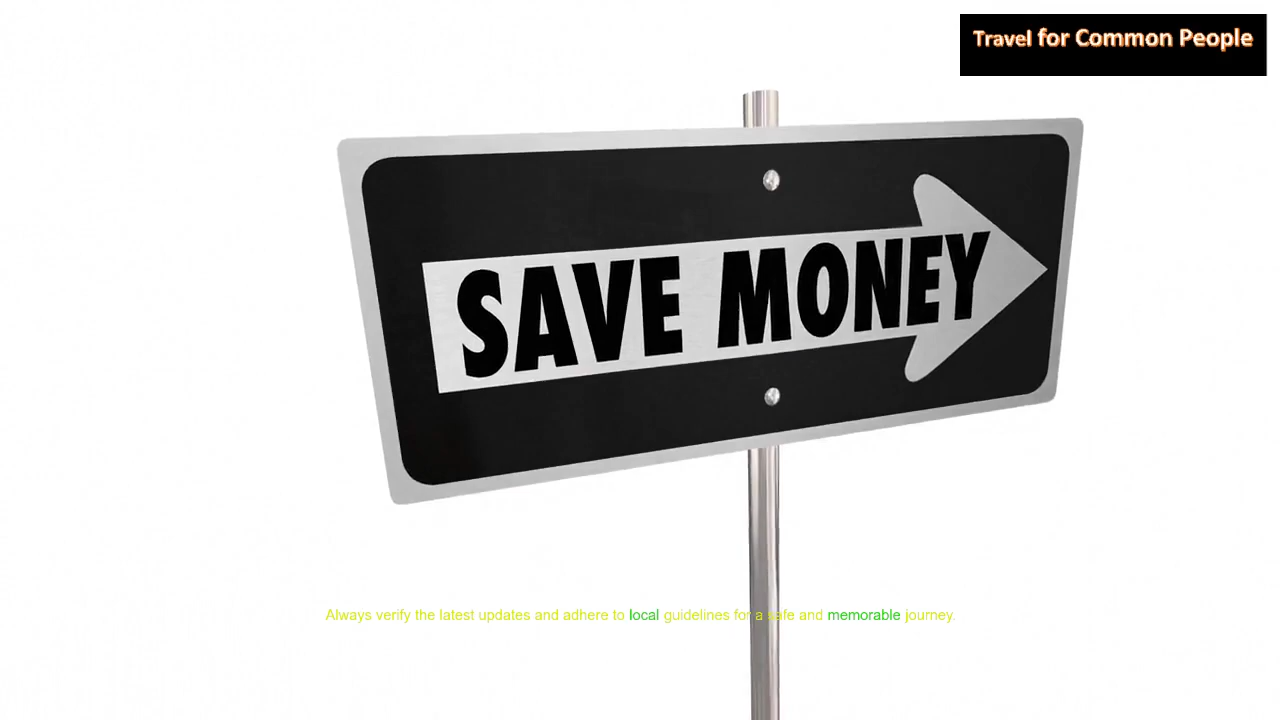 Travel for Common People
SAVE MONEY
Always verify the latest updates and adhere to local guidelines for a safe and memorable journey.